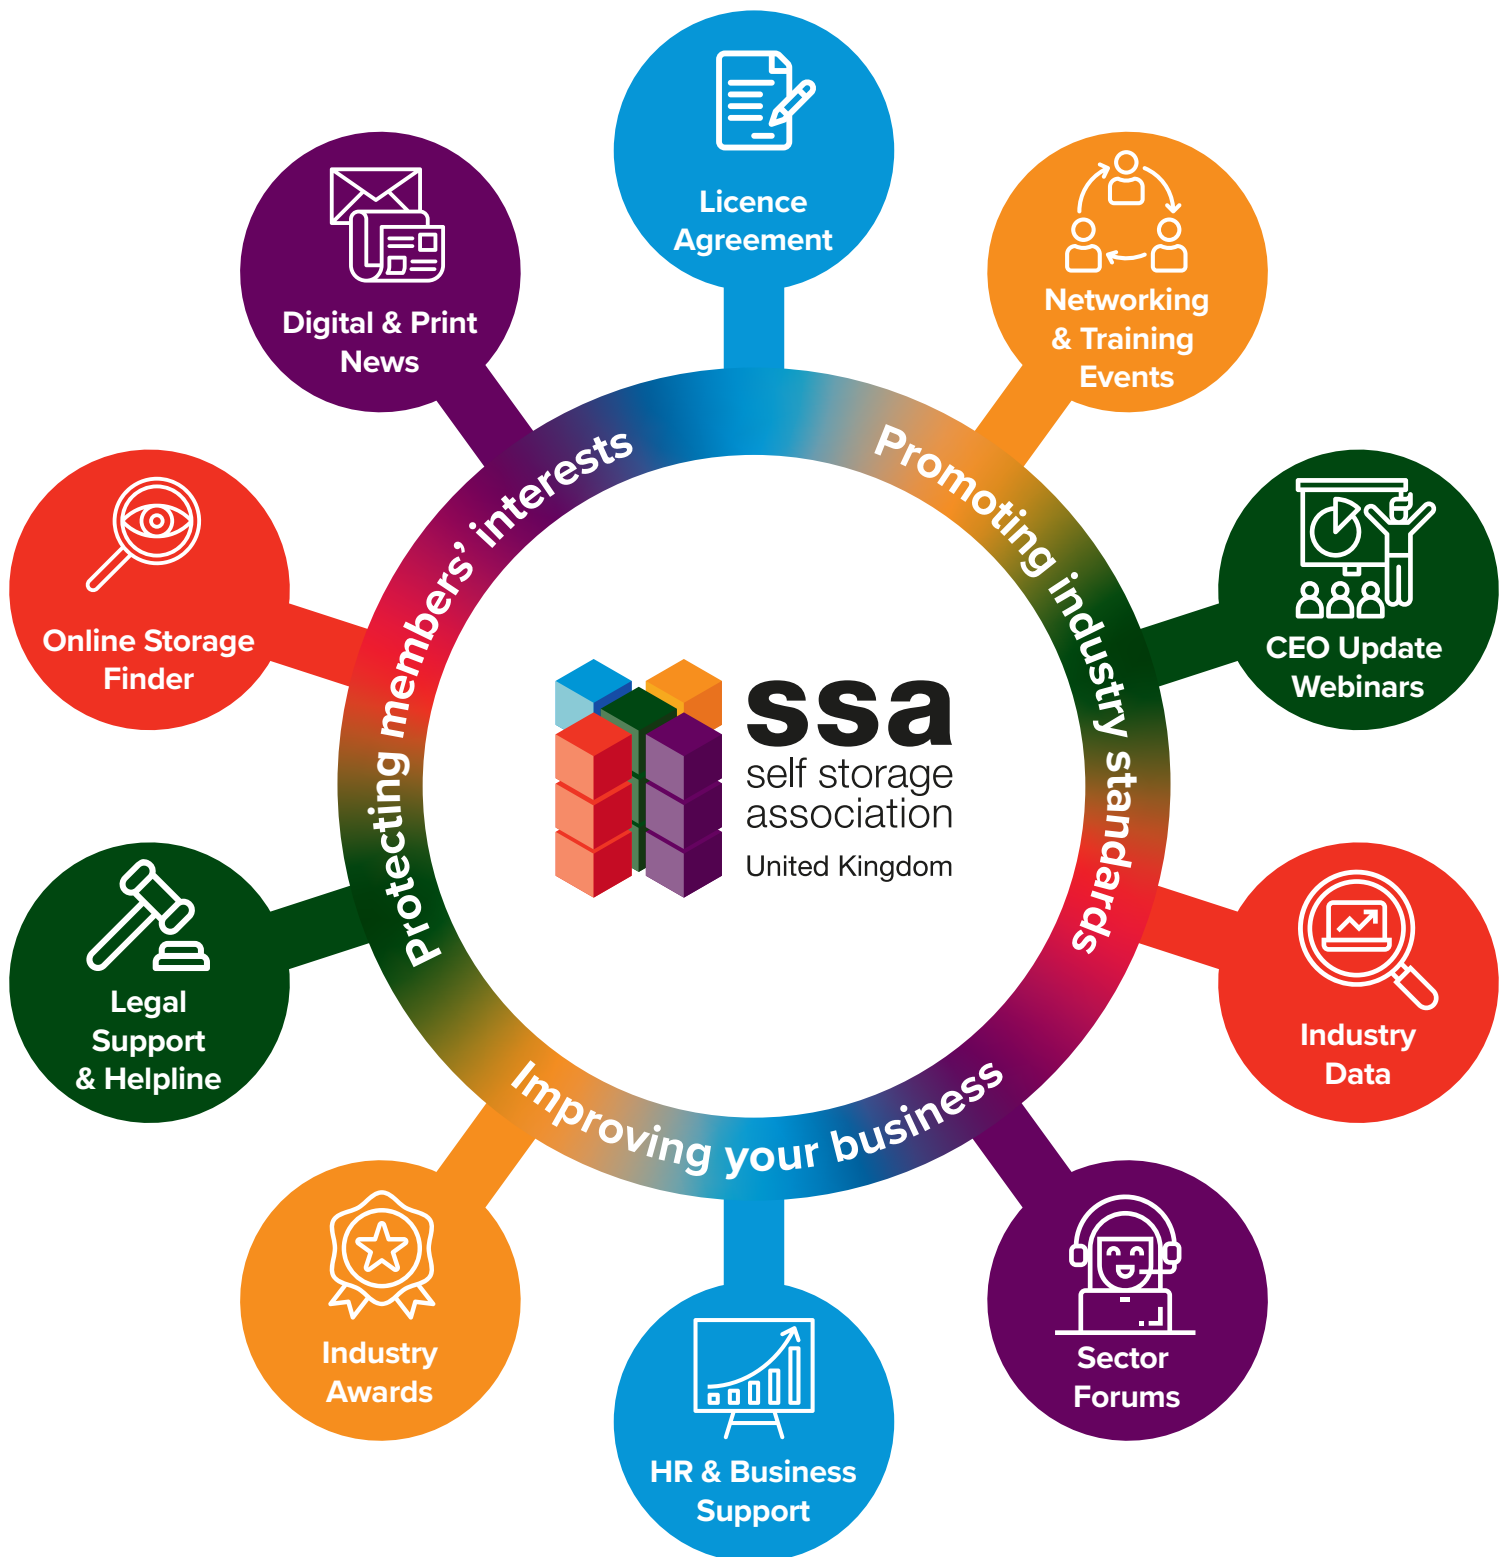 Licence
Agreement
Networking
& Training
Events
CEO Update
Webinars
Industry
Data
Sector
Forums
HR & Business
Support
Industry
Awards
Legal
Support
& Helpline
Online Storage
Finder
Digital & Print
News
Protecting members’ interests
Promoting industry standards
Improving your business
ssa
self storage
association
United Kingdom